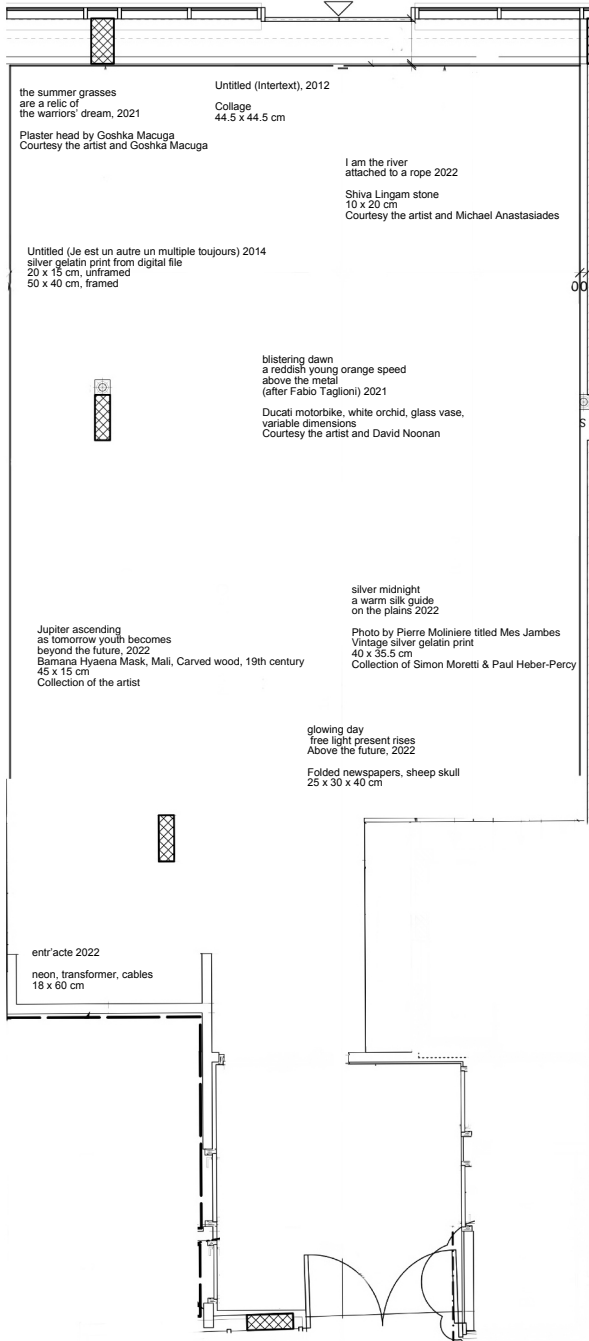 the summer grasses
are a relic of
the warriors' dream, 2021
Plaster head by Goshka Macuga
Courtesy the artist and Goshka Macuga
Untitled (Intertext), 2012
Collage
44.5 x 44.5 cm
I am the river
attached to a rope 2022
Shiva Lingam stone
10 x 20 cm
Courtesy the artist and Michael Anastasiades
Untitled (Je est un autre un multiple toujours) 2014
silver gelatin print from digital file
20 x 15 cm, unframed
50 x 40 cm, framed
00
blistering dawn
a reddish young orange speed
above the metal
(after Fabio Taglioni) 2021
Ducati motorbike, white orchid, glass vase,
variable dimensions
Courtesy the artist and David Noonan
S
silver midnight
a warm silk guide
on the plains 2022
Photo by Pierre Moliniere titled Mes Jambes
Vintage silver gelatin print
40 x 35.5 cm
Collection of Simon Moretti & Paul Heber-Percy
Jupiter ascending
as tomorrow youth becomes
beyond the future, 2022
Bamana Hyaena Mask, Mali, Carved wood, 19th century
45 x 15 cm
Collection of the artist
glowing day
free light present rises
Above the future, 2022
Folded newspapers, sheep skull
25 x 30 x 40 cm
entr'acte 2022
neon, transformer, cables
18 x 60 cm